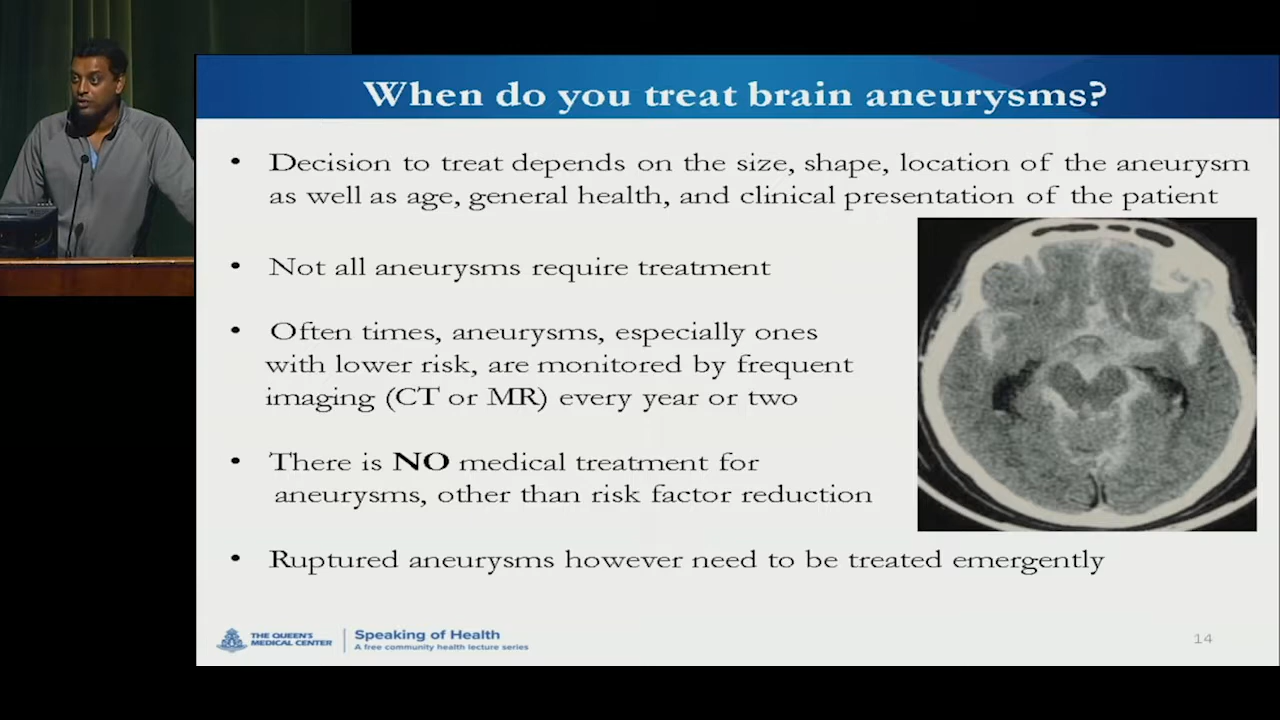 When do you treat brain aneurysms?
• Decision to treat depends on the size, shape, location of the aneurysm
as well as age, general health, and clinical presentation of the patient
• Not all aneurysms require treatment
• Often times, aneurysms, especially ones
with lower risk, are monitored by frequent
imaging (CT or MR) every year or two
• There is NO medical treatment for
aneurysms, other than risk factor reduction
• Ruptured aneurysms however need to be treated emergently
THE QUEEN'S
MEDICAL CENTER
Speaking of Health
A free community health lecture series
14